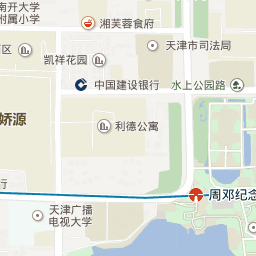 南开大学
附属小学
湘芙蓉食府
天津市司法局
区
凯祥花园
中国建设银行
水上公园路
娇源
利德公寓
行
周邓纪念
天津广播
电视大学